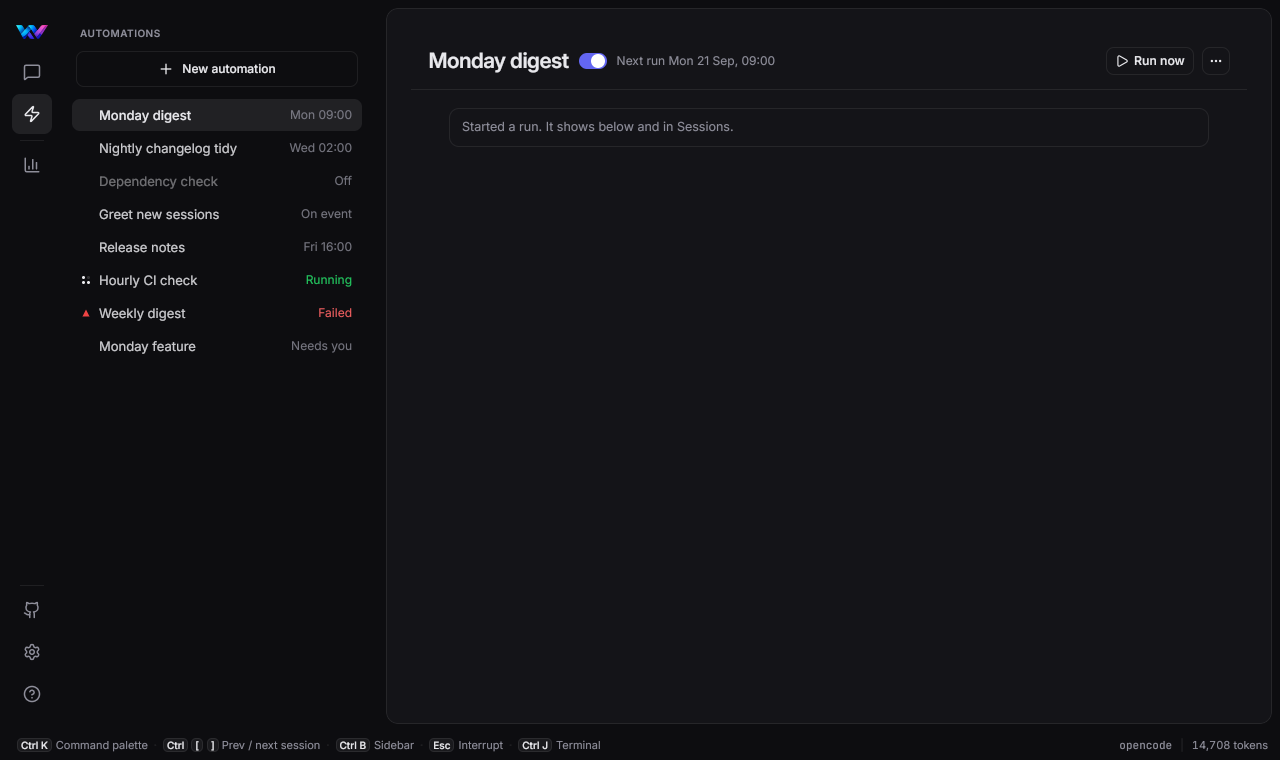 AUTOMATIONS
New automation
Monday digest Mon 09:00
Nightly changelog tidy Wed 02:00
Dependency check Off
Greet new sessions On event
Release notes Fri 16:00
Hourly CI check Running
Weekly digest Failed
Monday feature Needs you
Monday digest Next run Mon 21 Sep, 09:00 Run now
Started a run. It shows below and in Sessions.
Ctrl K Command palette · Ctrl [ ] Prev / next session · Ctrl B Sidebar · Esc Interrupt · Ctrl J Terminal opencode 14,708 tokens